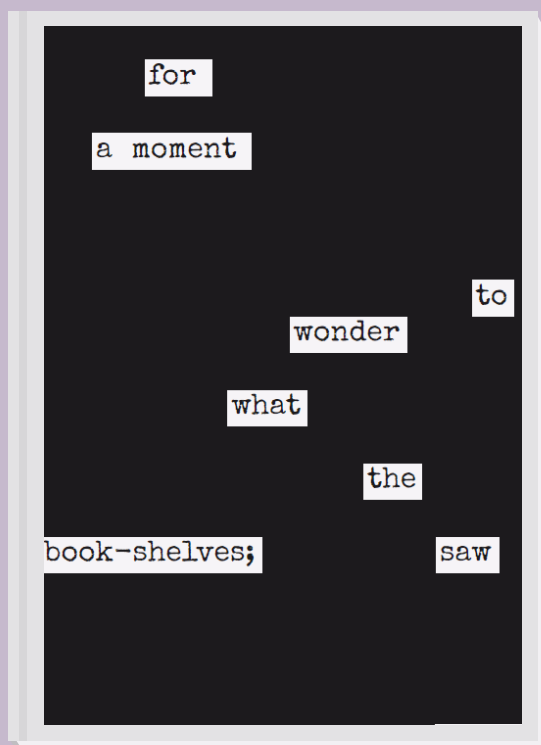 for
a moment
to
wonder
what
the
book-shelves; saw